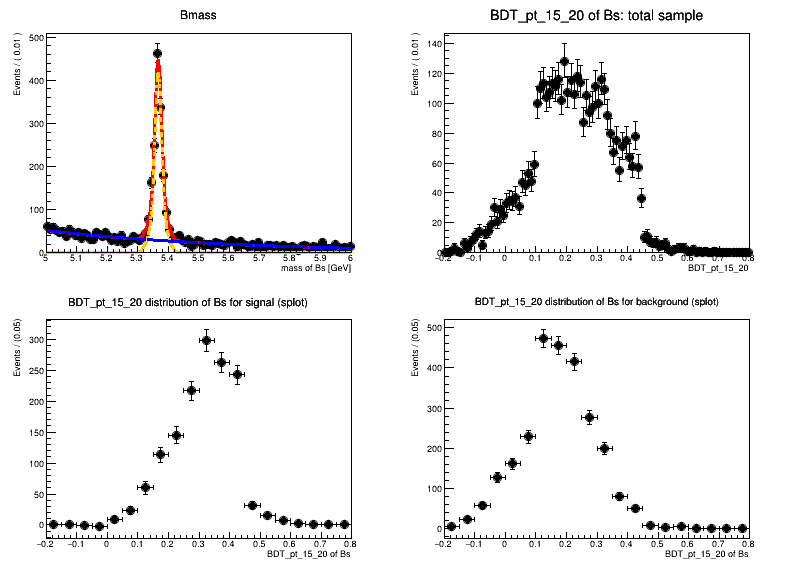 Bmass
Events / ( 0.01 )
500
400
300
200
100
0
5 5.1 5.2 5.3 5.4 5.5 5.6 5.7 5.8 5.9 6
mass of Bs [GeV]
BDT_pt_15_20 of Bs: total sample
Events / ( 0.01 )
140
120
100
80
60
40
20
0
−0.2 −0.1 0 0.1 0.2 0.3 0.4 0.5 0.6 0.7 0.8
BDT_pt_15_20
BDT_pt_15_20 distribution of Bs for signal (splot)
Events / (0.05)
300
250
200
150
100
50
0
−0.2 −0.1 0 0.1 0.2 0.3 0.4 0.5 0.6 0.7 0.8
BDT_pt_15_20 of Bs
BDT_pt_15_20 distribution of Bs for background (splot)
Events / (0.05)
500
400
300
200
100
0
−0.2 −0.1 0 0.1 0.2 0.3 0.4 0.5 0.6 0.7 0.8
BDT_pt_15_20 of Bs